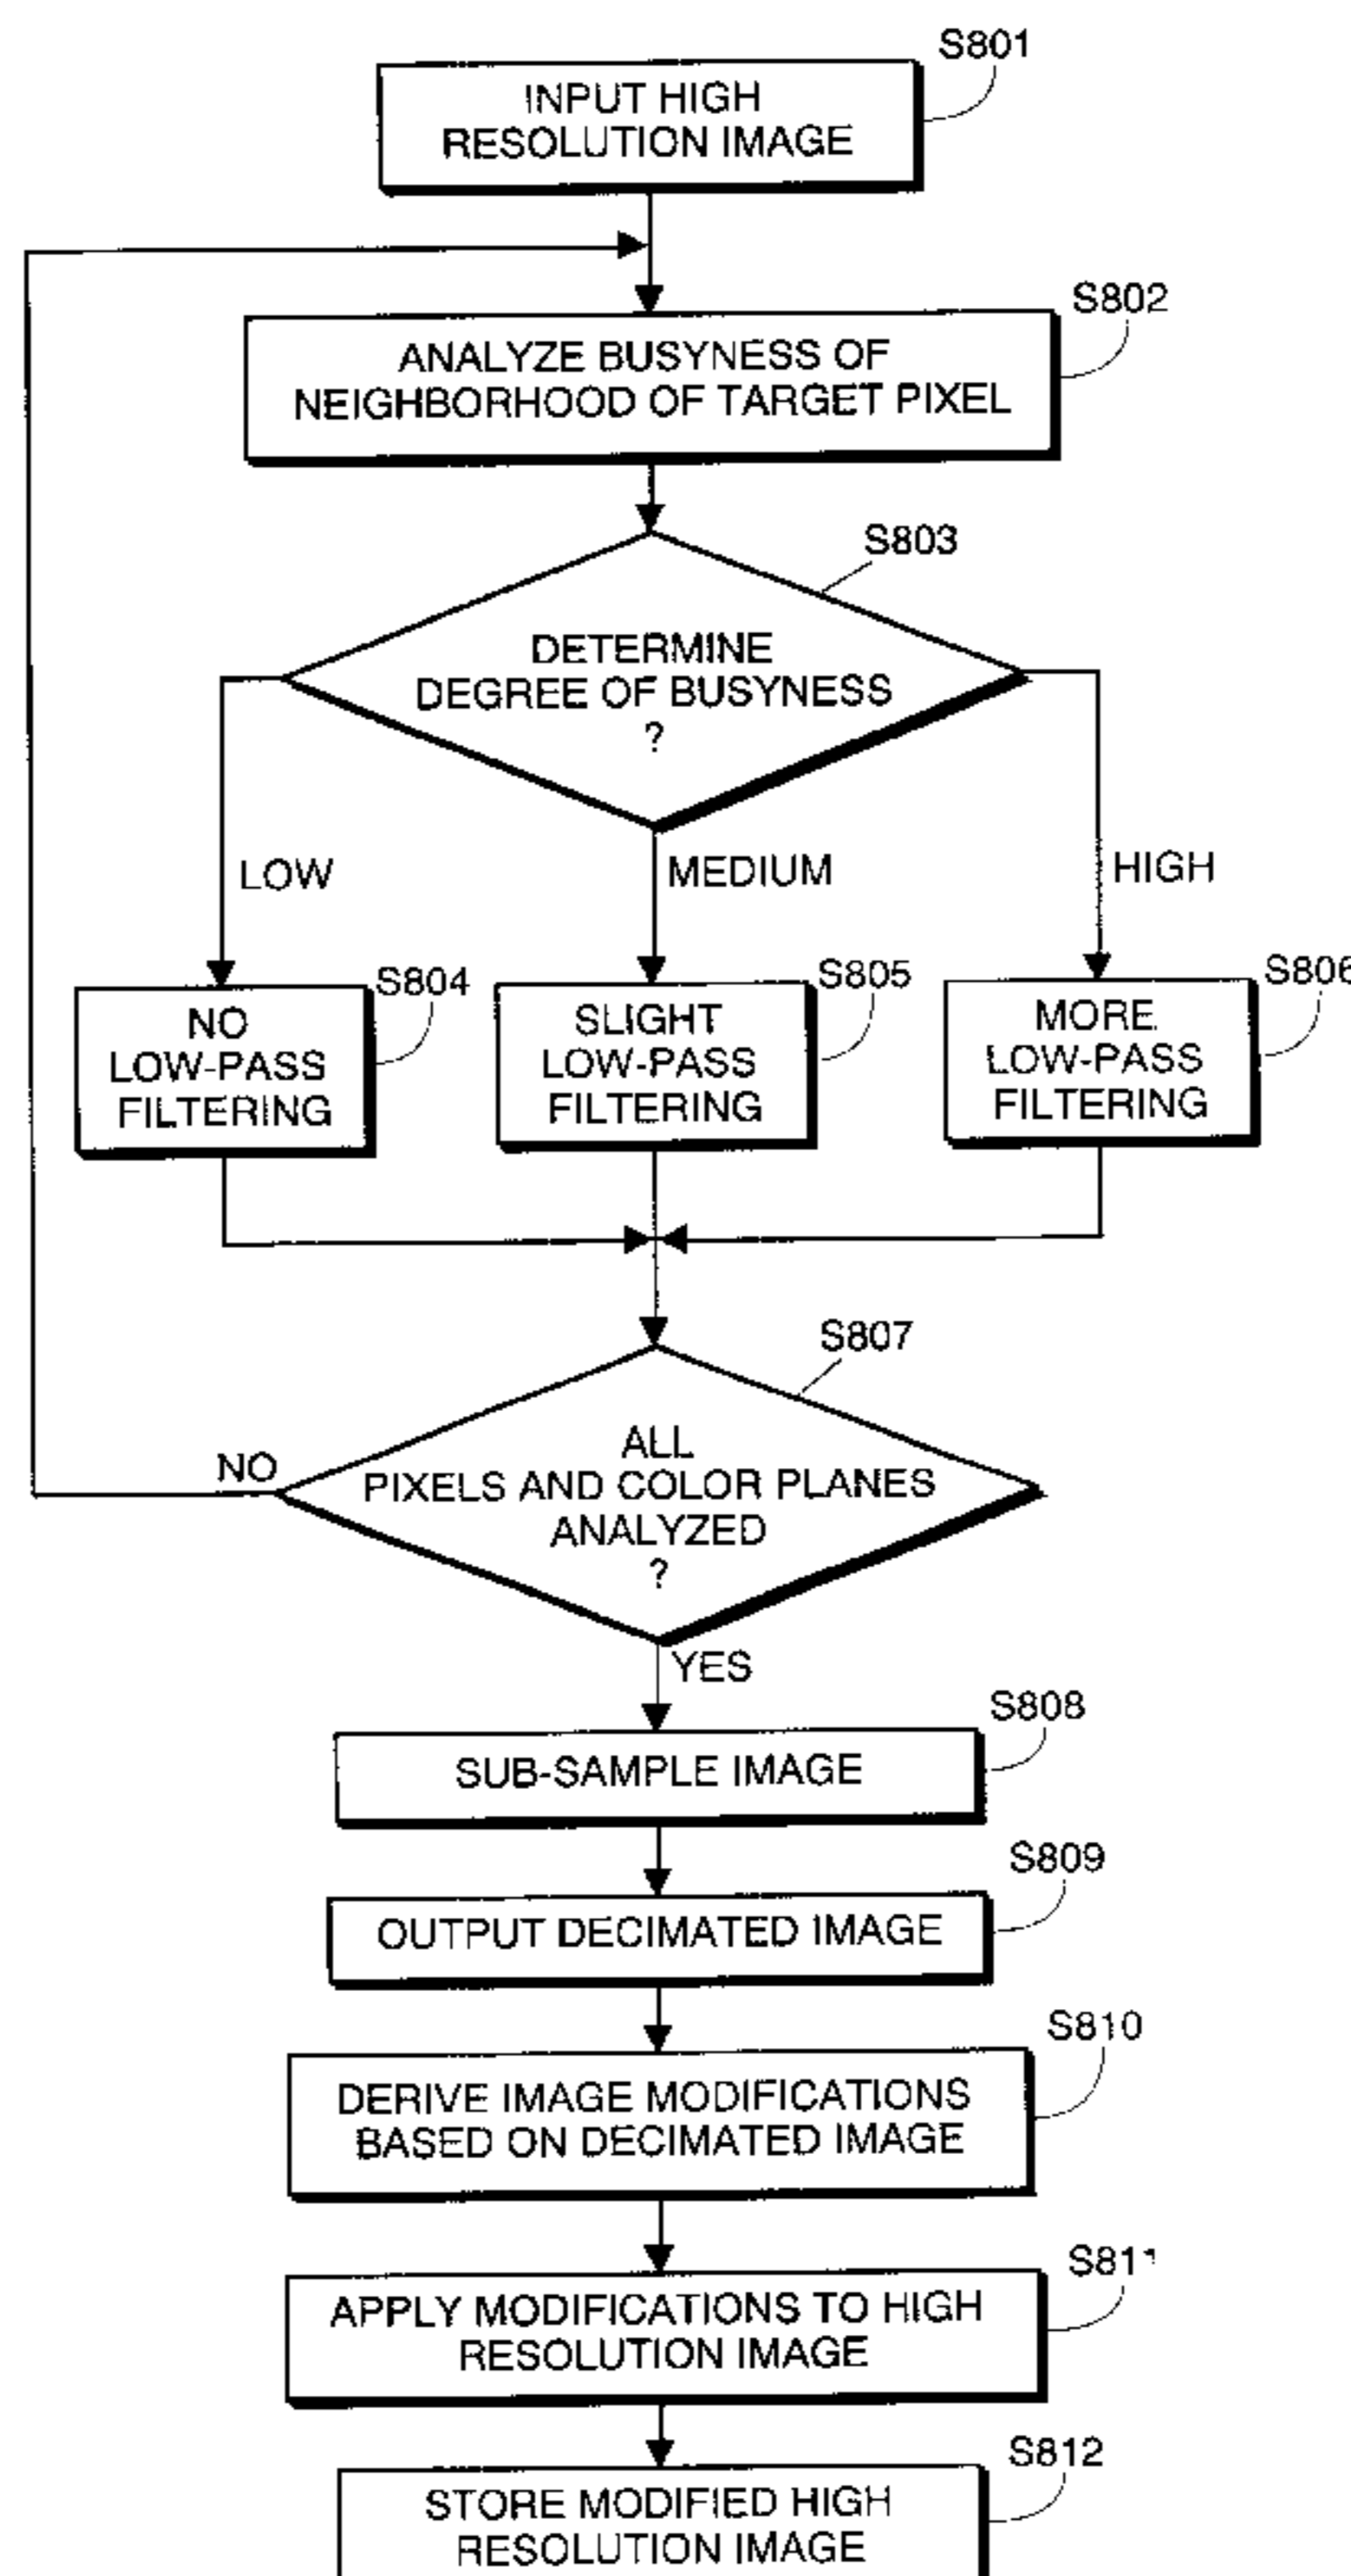 S801
INPUT HIGH
RESOLUTION IMAGE
S802
ANALYZE BUSYNESS OF
NEIGHBORHOOD OF TARGET PIXEL
S803
DETERMINE
DEGREE OF BUSYNESS
?
LOW
MEDIUM
HIGH
S804
NO
LOW-PASS
FILTERING
S805
SLIGHT
LOW-PASS
FILTERING
S806
MORE
LOW-PASS
FILTERING
S807
ALL
PIXELS AND COLOR PLANES
ANALYZED
?
NO
YES
S808
SUB-SAMPLE IMAGE
S809
OUTPUT DECIMATED IMAGE
S810
DERIVE IMAGE MODIFICATIONS
BASED ON DECIMATED IMAGE
S811
APPLY MODIFICATIONS TO HIGH
RESOLUTION IMAGE
S812
STORE MODIFIED HIGH
RESOLUTION IMAGE